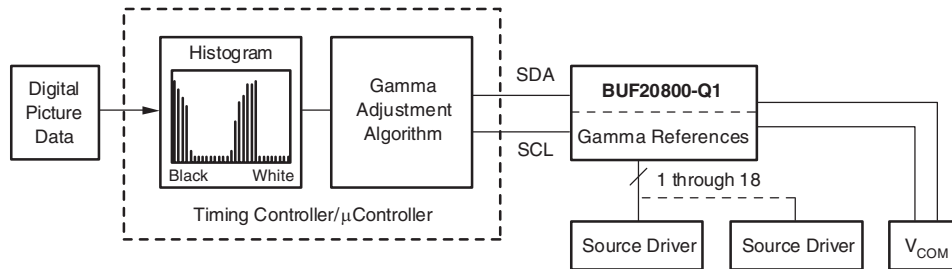 Digital
Picture
Data
Histogram
Black White
Gamma
Adjustment
Algorithm
Timing Controller/μController
SDA
SCL
BUF20800-Q1
Gamma References
1 through 18
Source Driver
Source Driver
VCOM